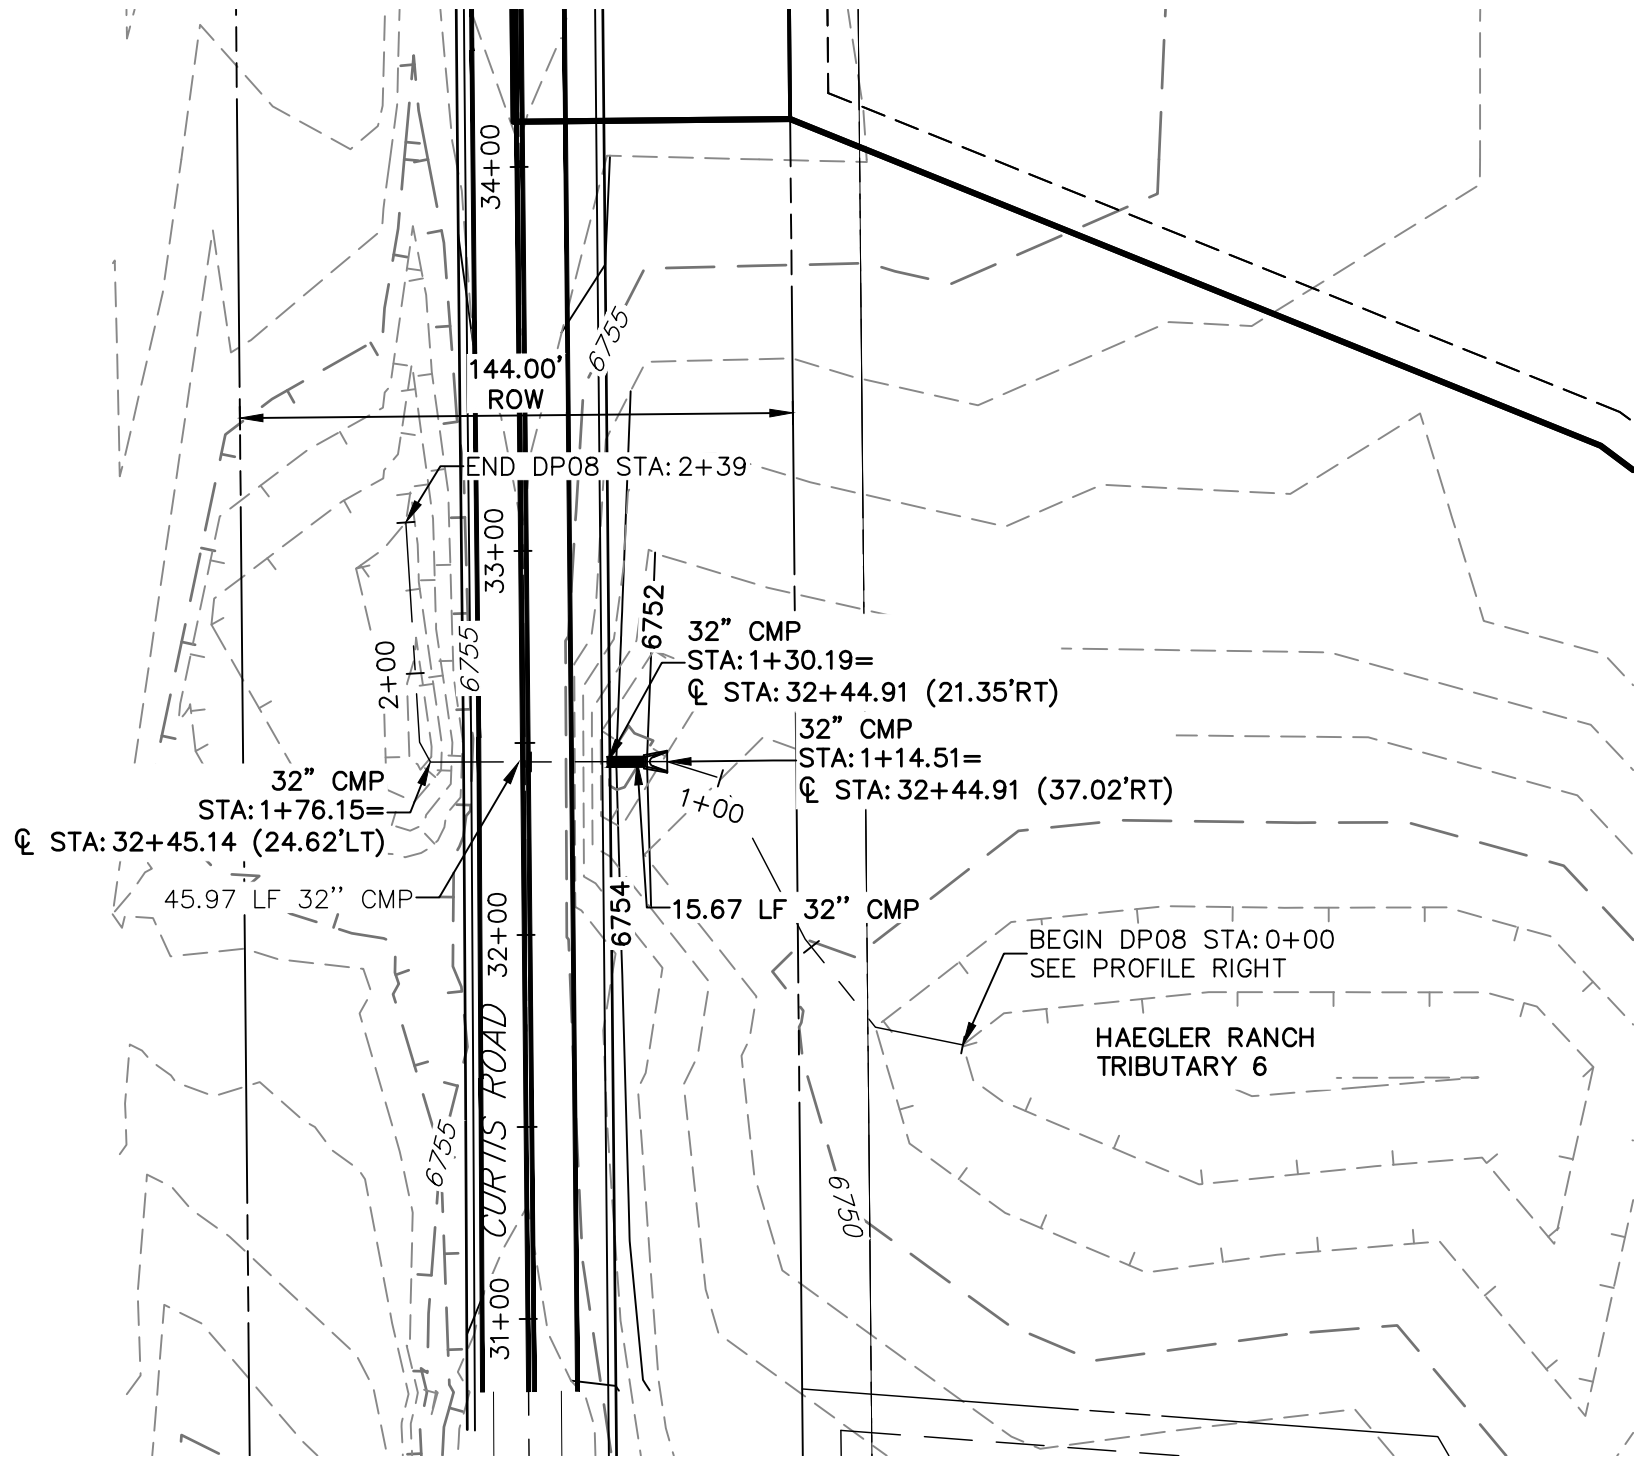 34+00
6755
144.00'
ROW
END DP08 STA: 2+39
33+00
6752
32" CMP
STA: 1+30.19=
℄ STA: 32+44.91 (21.35'RT)
6755
2+00
32" CMP
STA: 1+14.51=
℄ STA: 32+44.91 (37.02'RT)
1+00
32" CMP
STA: 1+76.15=
℄ STA: 32+45.14 (24.62'LT)
45.97 LF 32'' CMP
15.67 LF 32'' CMP
6754
32+00
BEGIN DP08 STA: 0+00
SEE PROFILE RIGHT
HAEGLER RANCH
TRIBUTARY 6
CURTIS ROAD
6755
6750
31+00